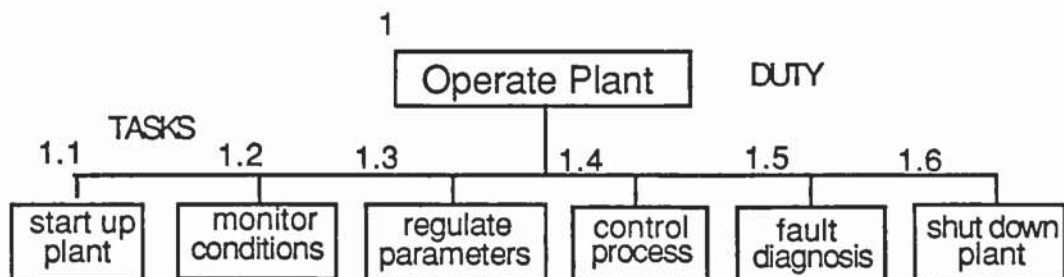 1
Operate Plant
DUTY
TASKS
1.1
1.2
1.3
1.4
1.5
1.6
start up
plant
monitor
conditions
regulate
parameters
control
process
fault
diagnosis
shut down
plant